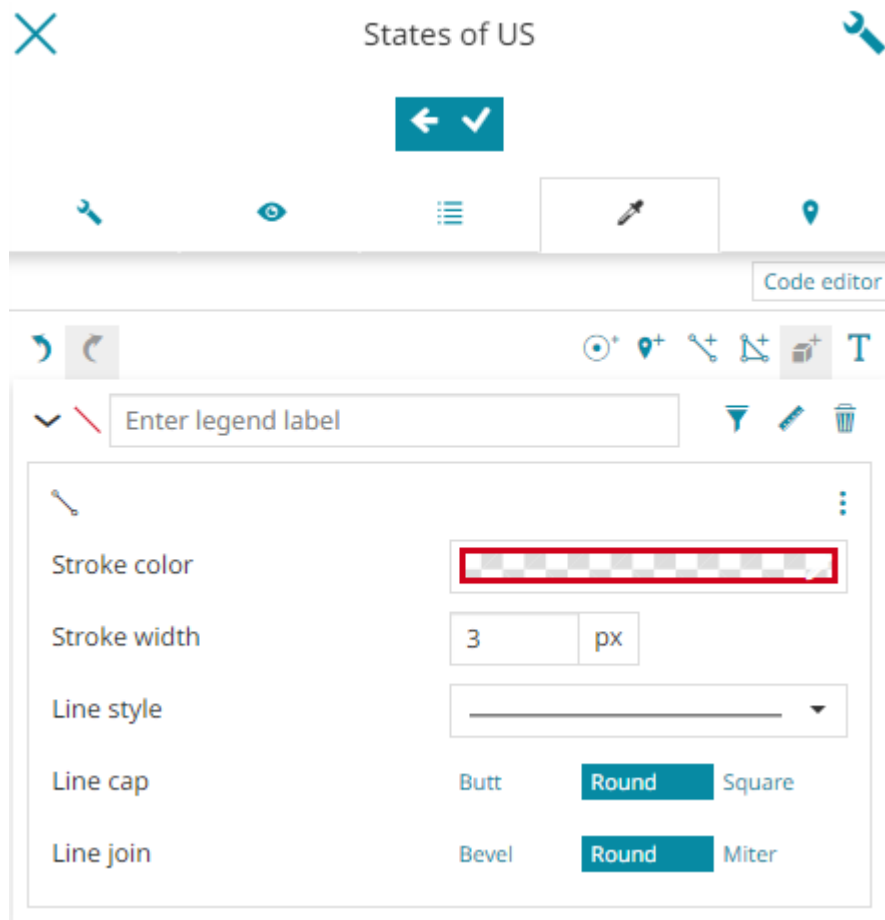 States of US
Code editor
T
Enter legend label
Stroke color
Stroke width 3 px
Line style
Line cap Butt Round Square
Line join Bevel Round Miter